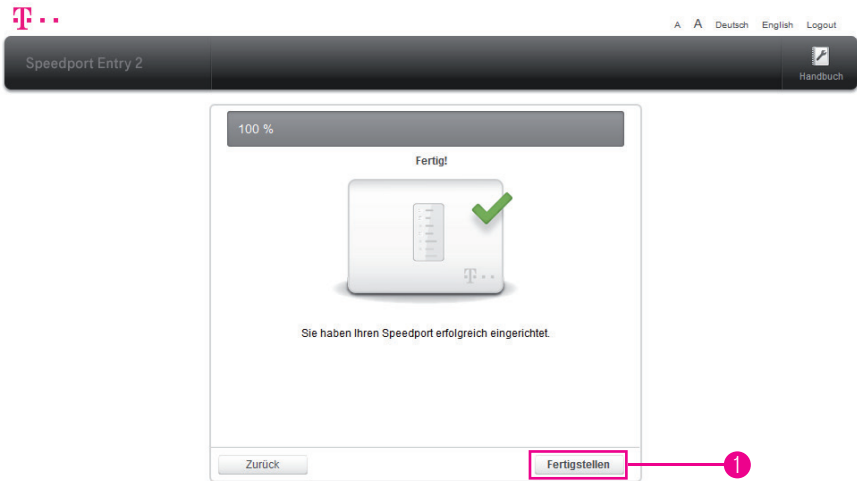 T
A A Deutsch English Logout
Speedport Entry 2
Handbuch
100 %
Fertig!
T
Sie haben Ihren Speedport erfolgreich eingerichtet.
Zurück
Fertigstellen
1